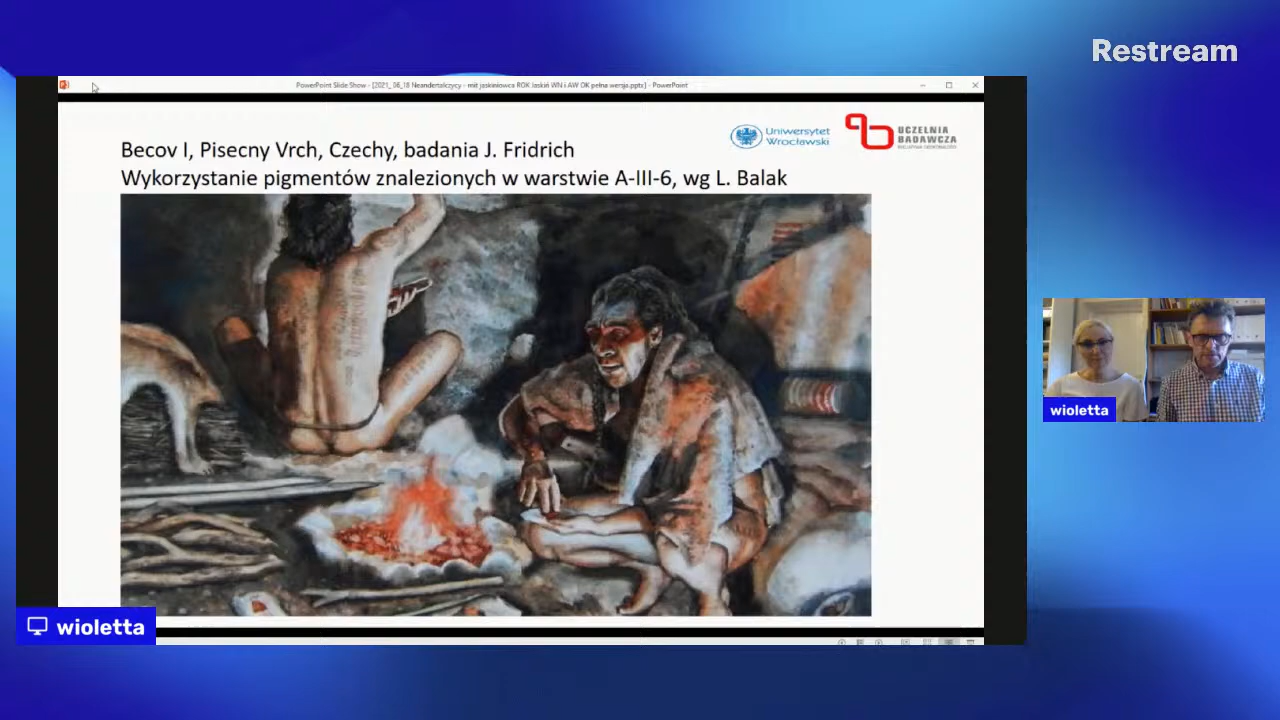 Restream
PowerPoint Slide Show - [2021_06_18 Neandertalczycy - mit jaskiniowca ROK Jaskiń WN i AW OK pełna wersja.pptx] - PowerPoint
Uniwersytet
Wrocławski
UCZELNIA
BADAWCZA
Becov I, Pisecny Vrch, Czechy, badania J. Fridrich
Wykorzystanie pigmentów znalezionych w warstwie A-III-6, wg L. Balak
wioletta
wioletta